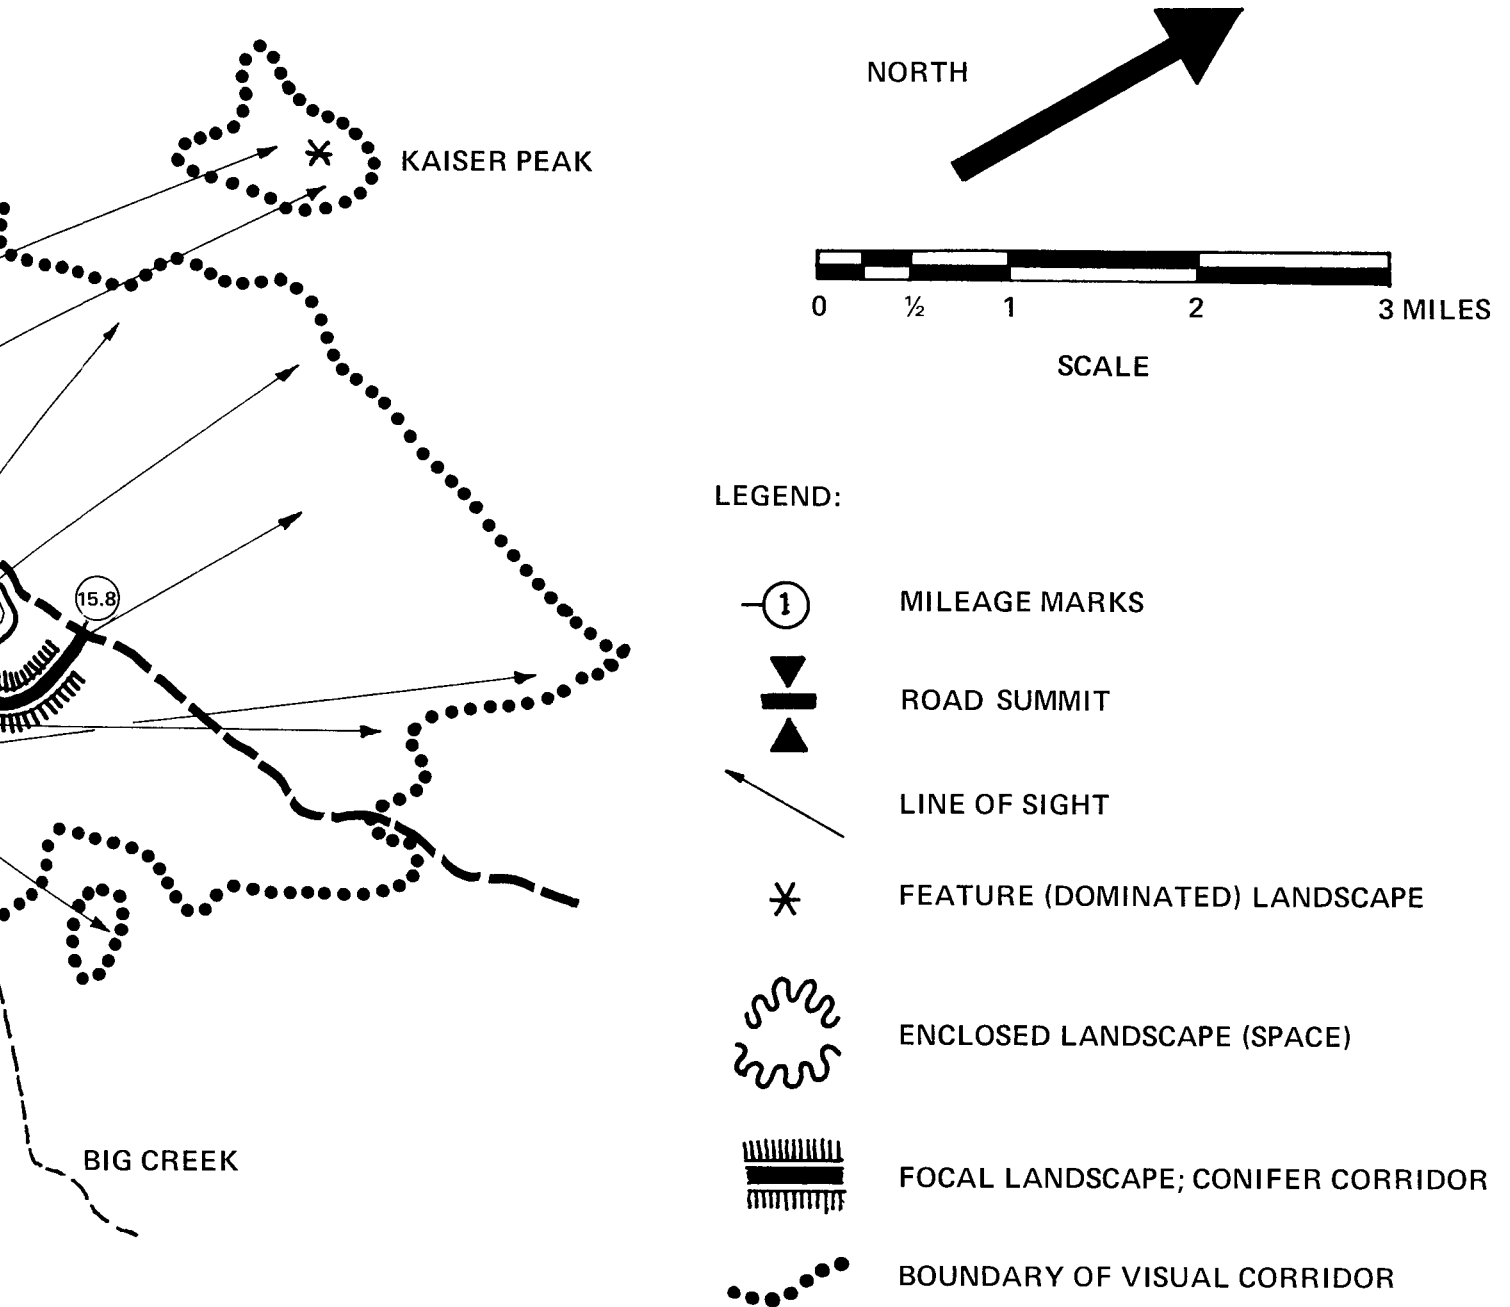 NORTH
KAISER PEAK
0 ½ 1 2 3 MILES
SCALE
LEGEND:
15.8
1 MILEAGE MARKS
ROAD SUMMIT
LINE OF SIGHT
FEATURE (DOMINATED) LANDSCAPE
ENCLOSED LANDSCAPE (SPACE)
BIG CREEK
FOCAL LANDSCAPE; CONIFER CORRIDOR
BOUNDARY OF VISUAL CORRIDOR